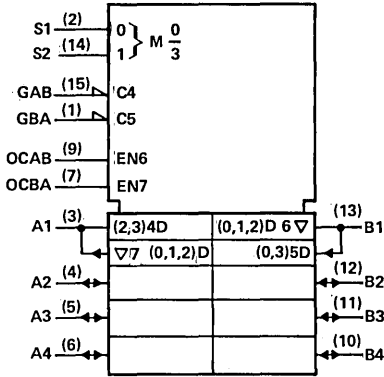 S1 (2) 0 } M 0/3
S2 (14) 1
GAB (15) C4
GBA (1) C5
OCAB (9) EN6
OCBA (7) EN7
A1 (3) (2,3)4D (0,1,2)D 6 ▽ (13) B1
▽7 (0,1,2)D (0,3)5D
A2 (4) (12) B2
A3 (5) (11) B3
A4 (6) (10) B4